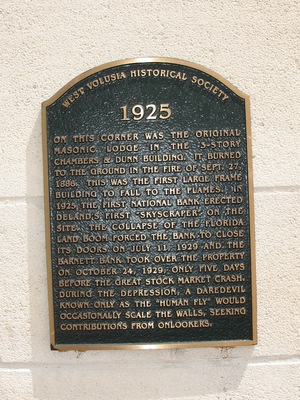 WEST VOLUSIA HISTORICAL SOCIETY
1925
ON THIS CORNER WAS THE ORIGINAL
MASONIC LODGE IN THE 3-STORY
CHAMBERS & DUNN BUILDING. IT BURNED
TO THE GROUND IN THE FIRE OF SEPT. 27,
1886. THIS WAS THE FIRST LARGE FRAME
BUILDING TO FALL TO THE FLAMES. IN
1925, THE FIRST NATIONAL BANK ERECTED
DELAND'S FIRST "SKYSCRAPER" ON THE
SITE. THE COLLAPSE OF THE FLORIDA
LAND BOOM FORCED THE BANK TO CLOSE
ITS DOORS ON JULY 11, 1929 AND THE
BARNETT BANK TOOK OVER THE PROPERTY
ON OCTOBER 24, 1929, ONLY FIVE DAYS
BEFORE THE GREAT STOCK MARKET CRASH.
DURING THE DEPRESSION, A DAREDEVIL
KNOWN ONLY AS THE "HUMAN FLY" WOULD
OCCASIONALLY SCALE THE WALLS, SEEKING
CONTRIBUTIONS FROM ONLOOKERS.